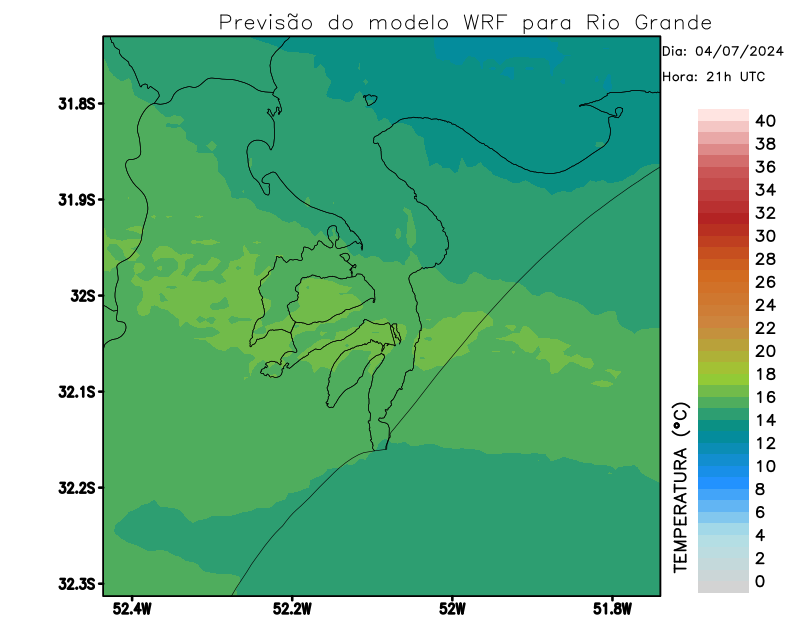 Previsão do modelo WRF para Rio Grande
Dia: 04/07/2024
Hora: 21h UTC
31.8S
31.9S
32S
32.1S
32.2S
32.3S
52.4W
52.2W
52W
51.8W
TEMPERATURA (°C)
40
38
36
34
32
30
28
26
24
22
20
18
16
14
12
10
8
6
4
2
0